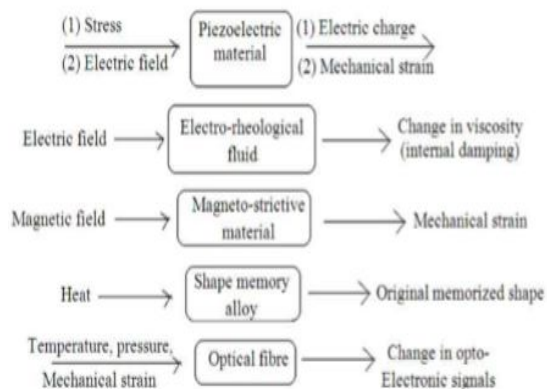 (1) Stress
(2) Electric field
Piezoelectric
material
(1) Electric charge
(2) Mechanical strain
Electric field
Electro-rheological
fluid
Change in viscosity
(internal damping)
Magnetic field
Magneto-strictive
material
Mechanical strain
Heat
Shape memory
alloy
Original memorized shape
Temperature, pressure,
Mechanical strain
Optical fibre
Change in opto-
Electronic signals